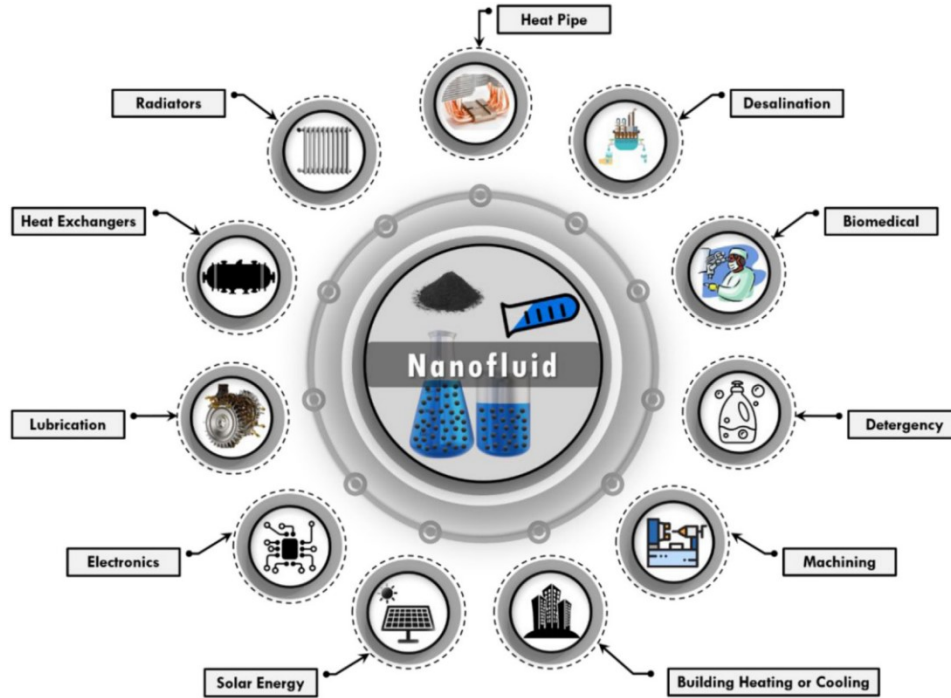 Heat Pipe
Radiators
Desalination
Heat Exchangers
Biomedical
Nanofluid
Lubrication
Detergency
Electronics
Machining
Solar Energy
Building Heating or Cooling